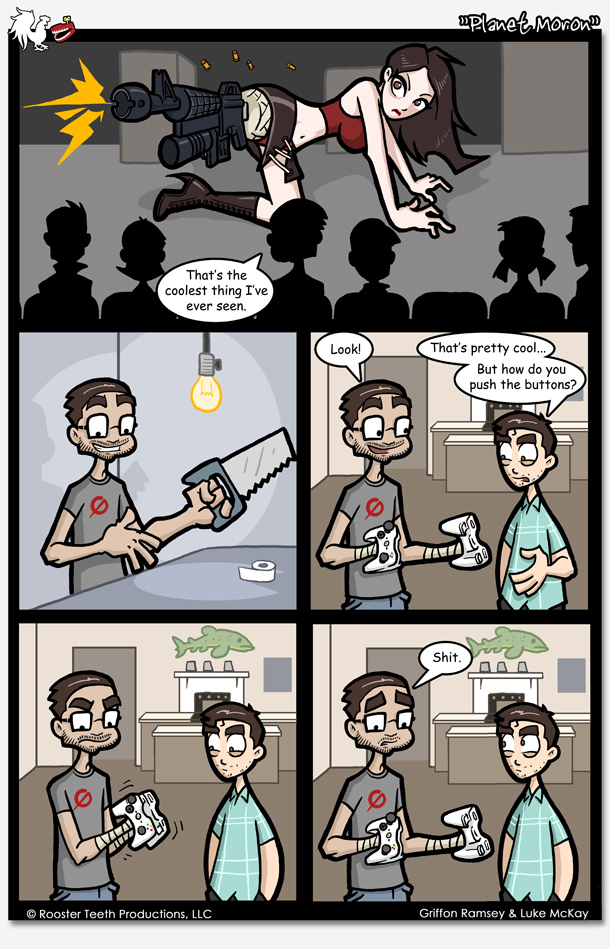 "Planet Moron"
That's the
coolest thing I've
ever seen.
Look!
That's pretty cool...
But how do you
push the buttons?
Shit.
© Rooster Teeth Productions, LLC
Griffon Ramsey & Luke McKay